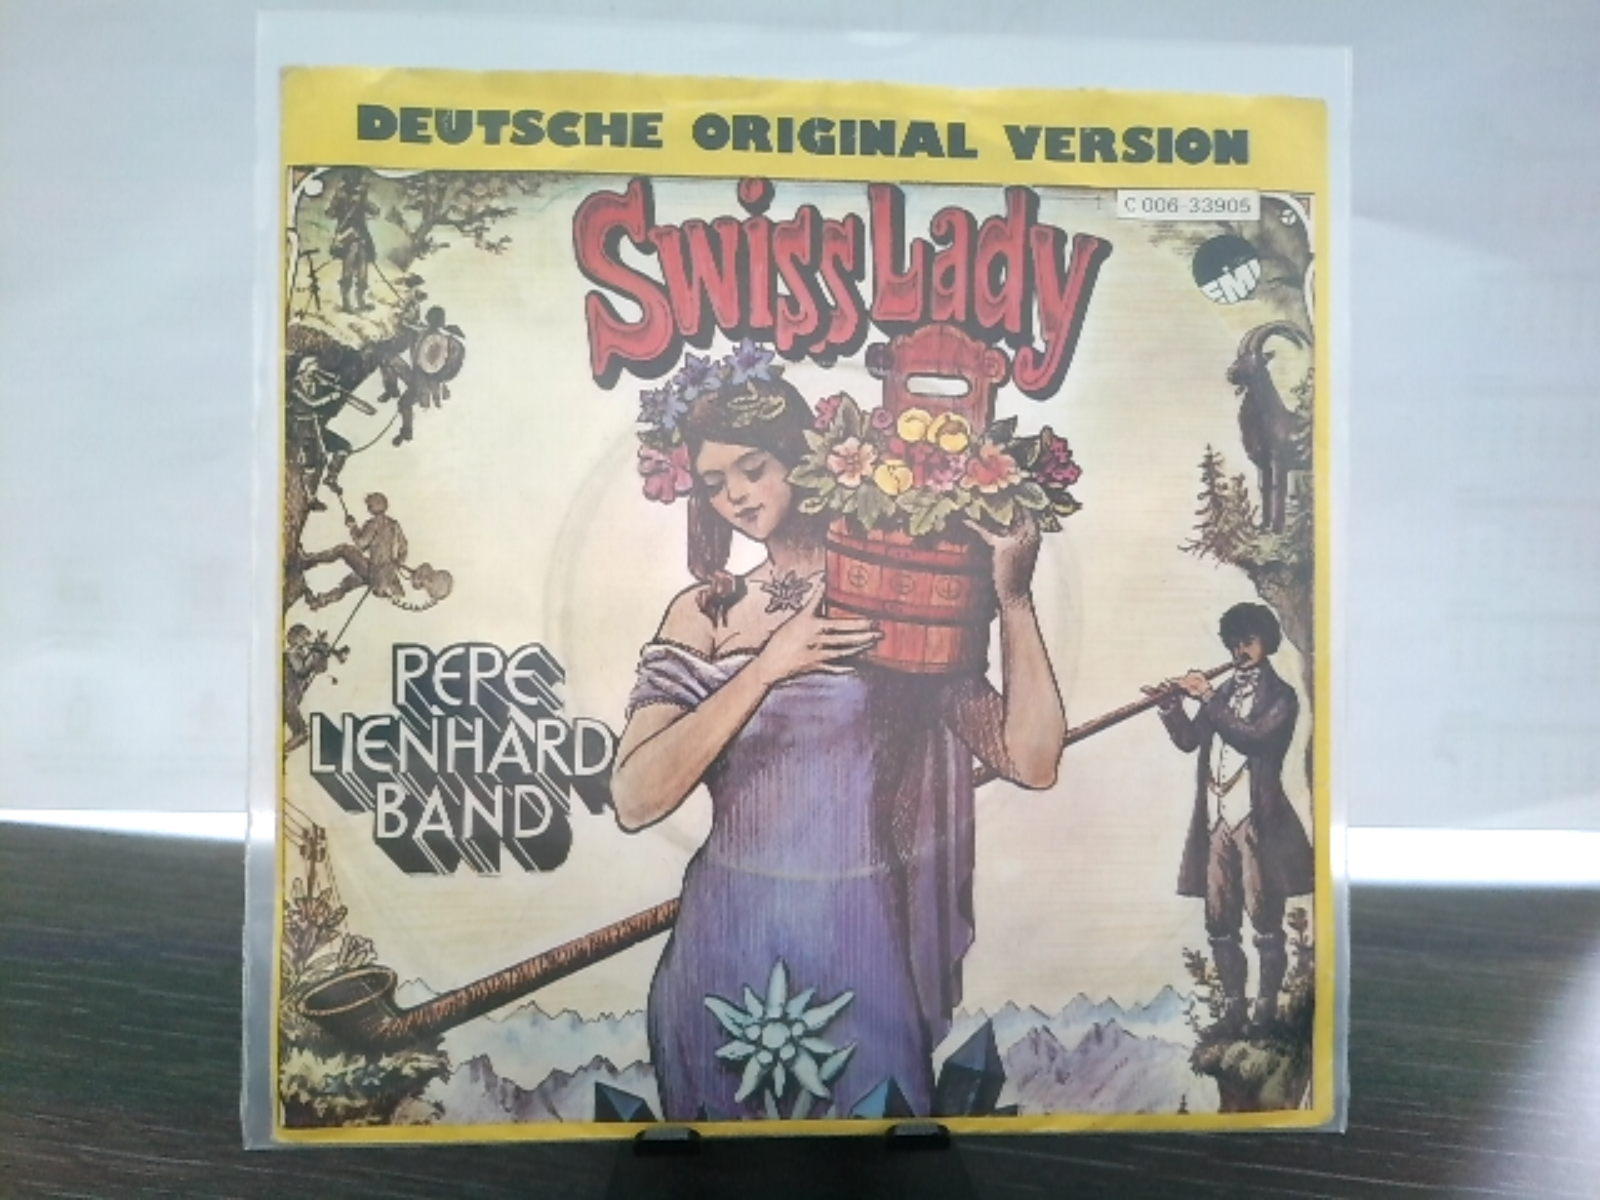 DEUTSCHE ORIGINAL VERSION
Swiss Lady
C 006-33905
EMI
PEPE
LIENHARD
BAND